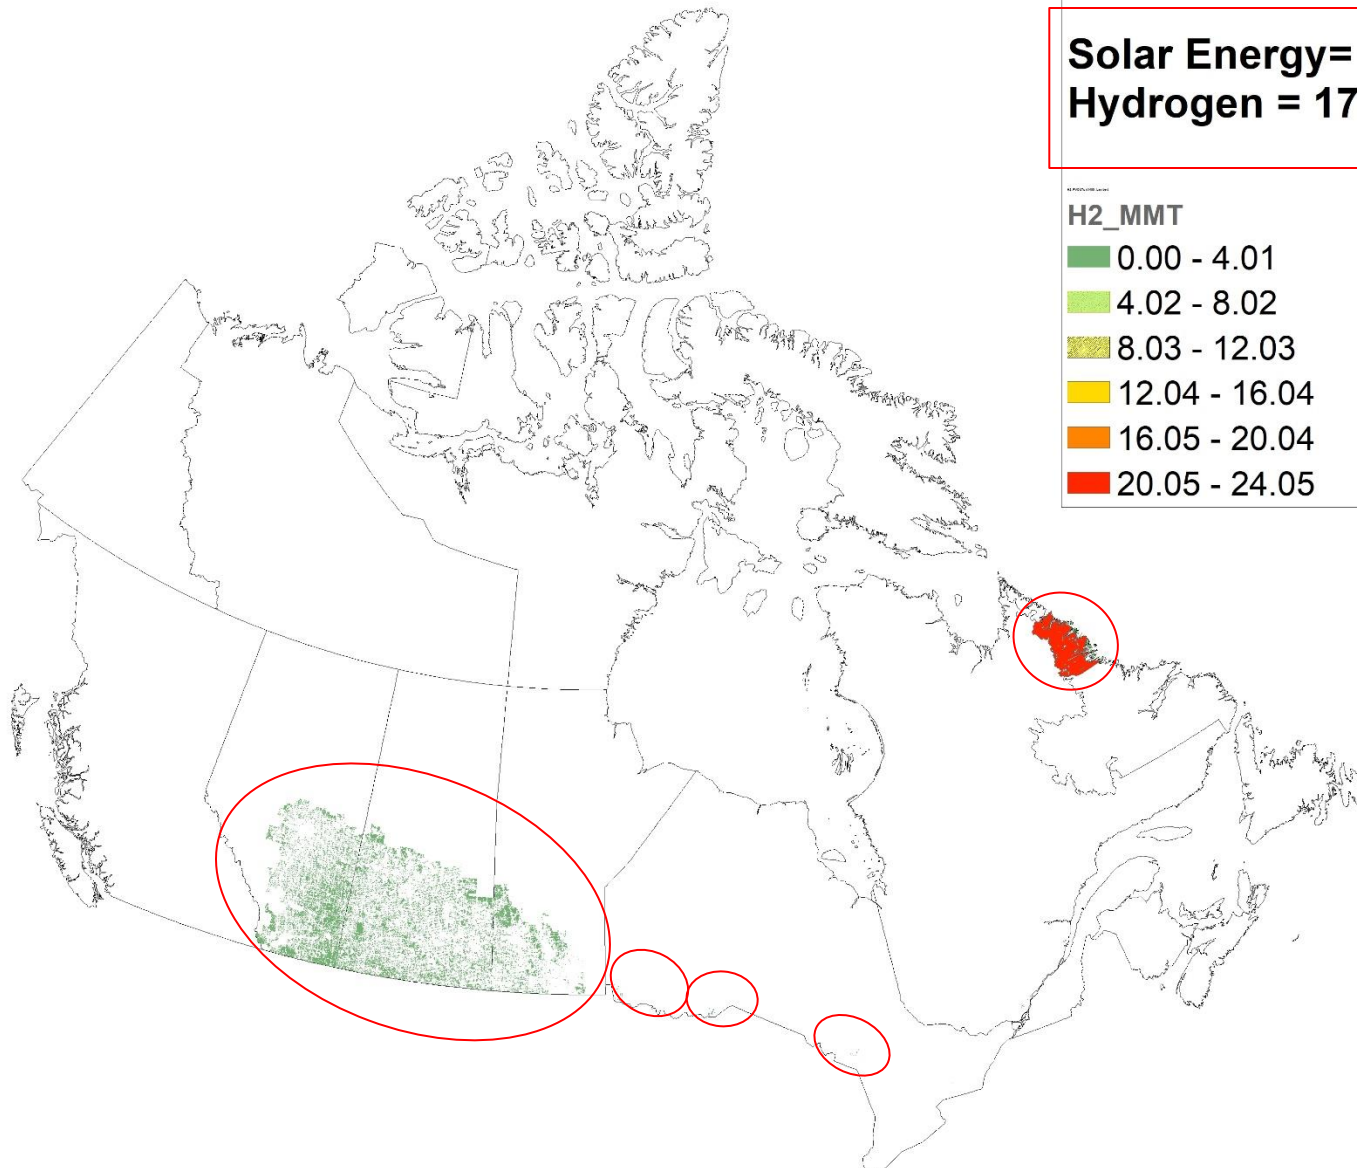 Solar Energy=
Hydrogen = 17
H2_MMT
0.00 - 4.01
4.02 - 8.02
8.03 - 12.03
12.04 - 16.04
16.05 - 20.04
20.05 - 24.05